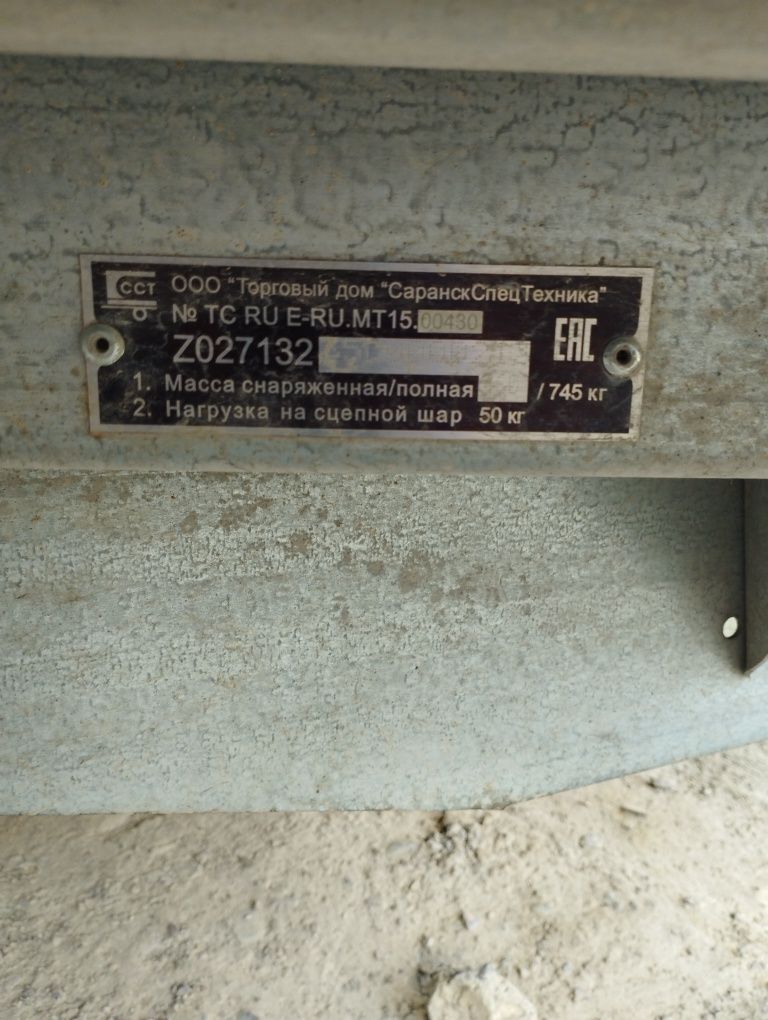 ССТ ООО "Торговый дом "СаранскСпецТехника"
№ ТС RU E-RU.МТ15.00430 ЕАС
Z027132
1. Масса снаряженная/полная / 745 кг
2. Нагрузка на сцепной шар 50 кг